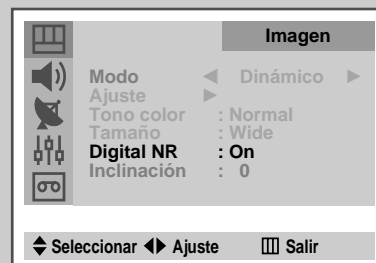 Imagen
Modo ◀ Dinámico ▶
Ajuste ▶
Tono color : Normal
Tamaño : Wide
Digital NR : On
Inclinación : 0
Seleccionar Ajuste Salir